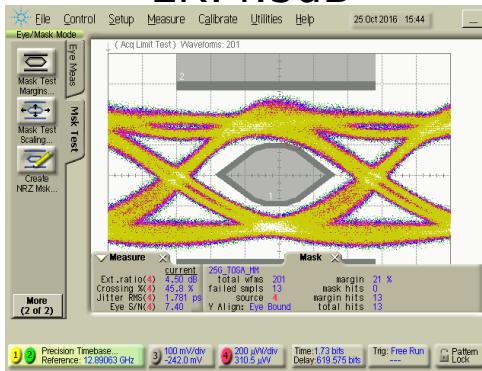 File Control Setup Measure Calibrate Utilities Help 25 Oct 2016 15:44
Eye/Mask Mode
( Acq Limit Test ) Waveforms: 201
Eye Meas
Msk Test
Mask Test
Margins...
Mask Test
Scaling...
Create
NRZ Msk...
More
(2 of 2)
2
1
Measure
current
Ext.ratio(4) 4.50 dB
Crossing %(4) 45.8 %
Jitter RMS(4) 1.781 ps
Eye S/N(4) 7.40
Mask
25G_TOSA_MM
total wfms 201 margin 21 %
failed smpls 13 mask hits 0
source 4 margin hits 13
Y Align: Eye Bound total hits 13
1 2 Precision Timebase...
Reference: 12.89063 GHz
3 100 mV/div
-242.0 mV
4 200 µW/div
310.5 µW
Time:1.73 bits
Delay:619.575 bits
Trig: Free Run
---
Pattern
Lock